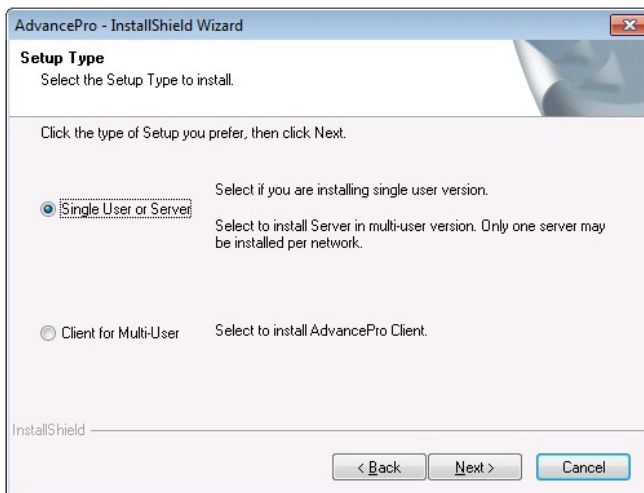 AdvancePro - InstallShield Wizard
Setup Type
Select the Setup Type to install.
Click the type of Setup you prefer, then click Next.
Single User or Server
Select if you are installing single user version.
Select to install Server in multi-user version. Only one server may
be installed per network.
Client for Multi-User
Select to install AdvancePro Client.
InstallShield
< Back
Next >
Cancel